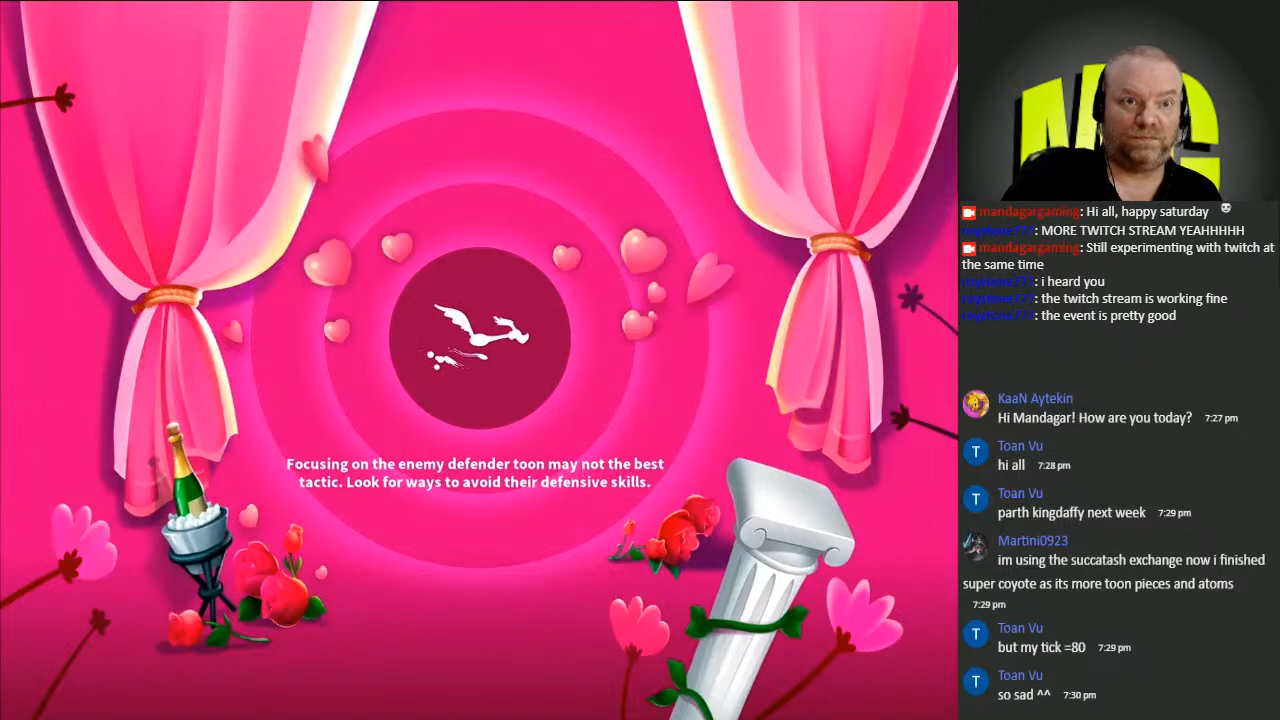 MG
mandagargaming: Hi all, happy saturday
roystone777: MORE TWITCH STREAM YEAHHHHH
mandagargaming: Still experimenting with twitch at
the same time
roystone777: i heard you
roystone777: the twitch stream is working fine
roystone777: the event is pretty good
KaaN Aytekin
Hi Mandagar! How are you today? 7:27 pm
T Toan Vu
hi all 7:28 pm
T Toan Vu
parth kingdaffy next week 7:29 pm
Martini0923
im using the succatash exchange now i finished
super coyote as its more toon pieces and atoms
7:29 pm
T Toan Vu
but my tick =80 7:29 pm
T Toan Vu
so sad ^^ 7:30 pm
Focusing on the enemy defender toon may not the best
tactic. Look for ways to avoid their defensive skills.